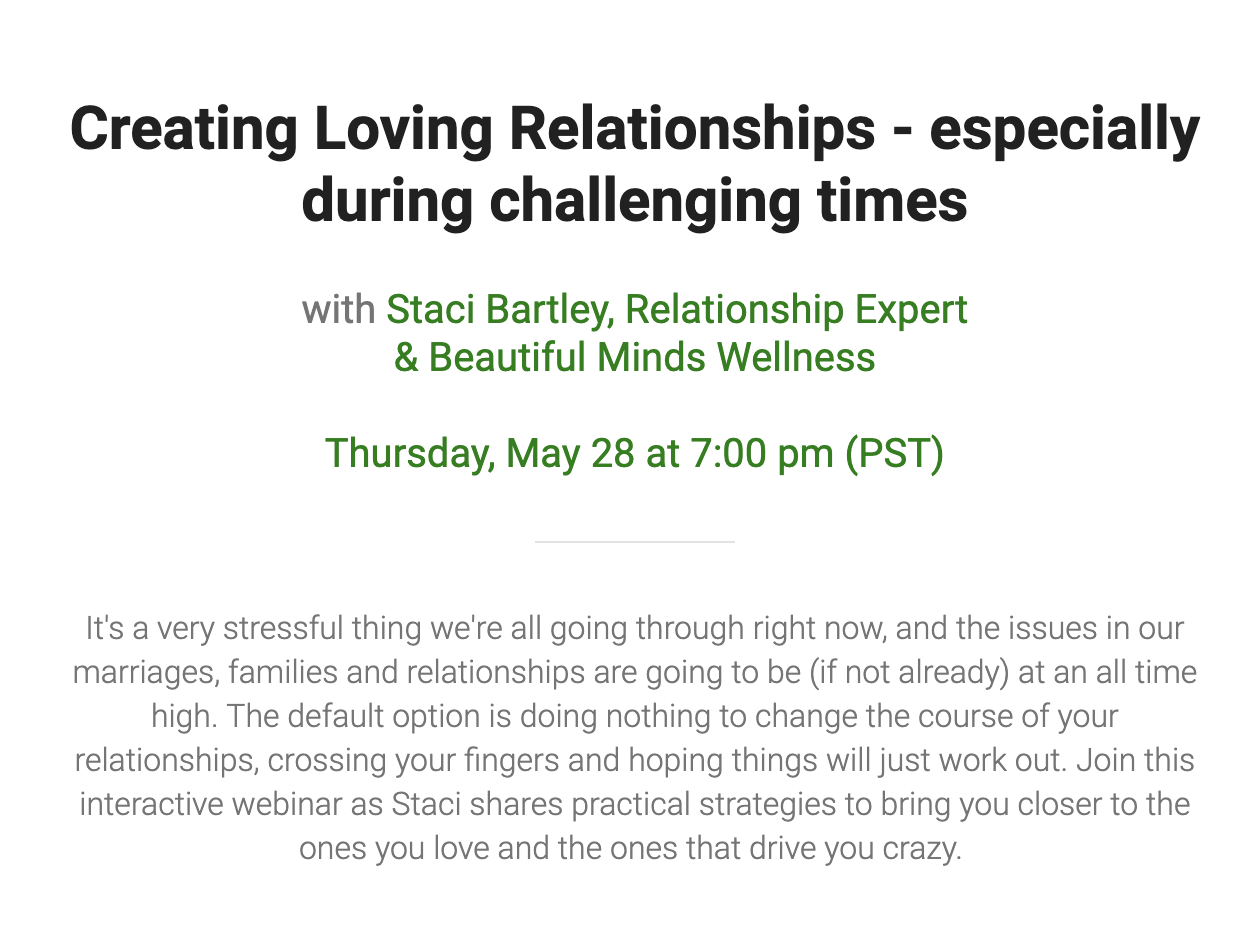 Creating Loving Relationships - especially
during challenging times
with Staci Bartley, Relationship Expert
& Beautiful Minds Wellness
Thursday, May 28 at 7:00 pm (PST)
It's a very stressful thing we're all going through right now, and the issues in our
marriages, families and relationships are going to be (if not already) at an all time
high. The default option is doing nothing to change the course of your
relationships, crossing your fingers and hoping things will just work out. Join this
interactive webinar as Staci shares practical strategies to bring you closer to the
ones you love and the ones that drive you crazy.